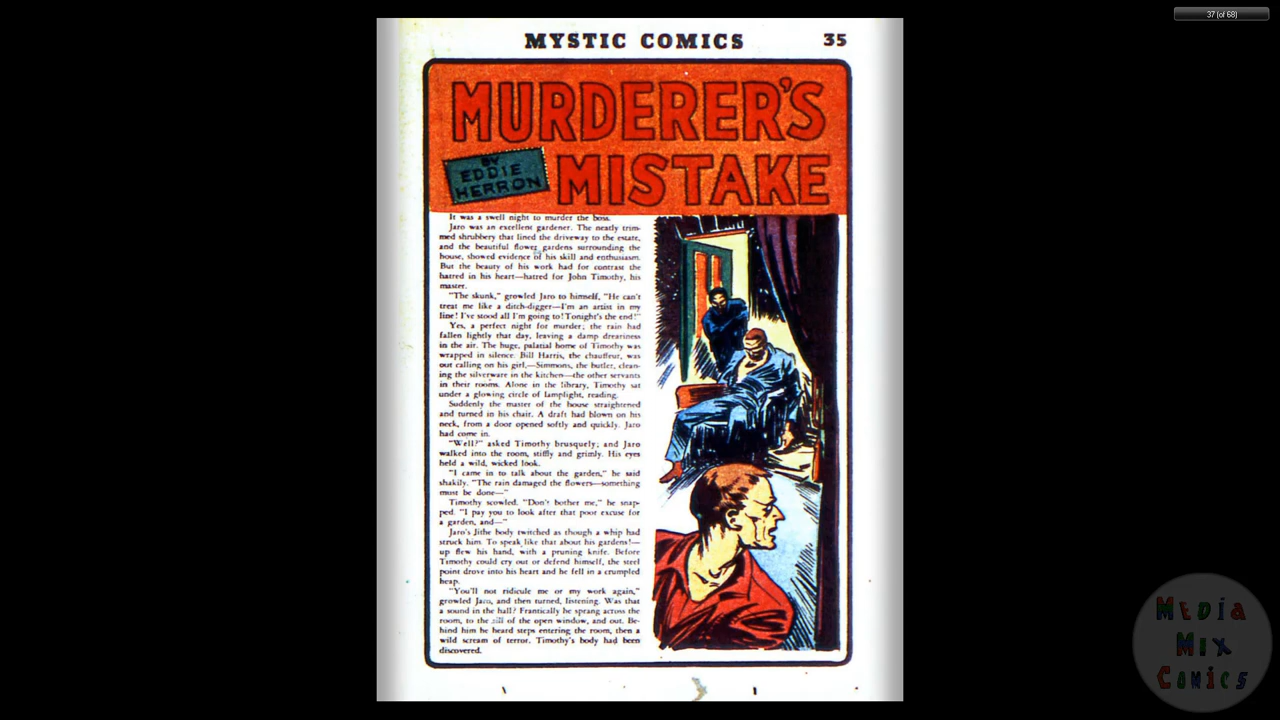 37 (of 68)
MYSTIC COMICS 35
MURDERER'S
BY
EDDIE
HERRON
MISTAKE
It was a swell night to murder the boss.
Jaro was an excellent gardener. The neatly trim-
med shrubbery that lined the driveway to the estate,
and the beautiful flower gardens surrounding the
house, showed evidence of his skill and enthusiasm.
But the beauty of his work had for contrast the
hatred in his heart—hatred for John Timothy, his
master.
"The skunk," growled Jaro to himself, "He can't
treat me like a ditch-digger—I'm an artist in my
line! I've stood all I'm going to! Tonight's the end!"
Yes, a perfect night for murder; the rain had
fallen lightly that day, leaving a damp dreariness
in the air. The huge, palatial home of Timothy was
wrapped in silence. Bill Harris, the chauffeur, was
out calling on his girl,—Simmons, the butler, clean-
ing the silverware in the kitchen—the other servants
in their rooms. Alone in the library, Timothy sat
under a glowing circle of lamplight, reading.
Suddenly the master of the house straightened
and turned in his chair. A draft had blown on his
neck, from a door opened softly and quickly. Jaro
had come in.
"Well?" asked Timothy brusquely; and Jaro
walked into the room, stiffly and grimly. His eyes
held a wild, wicked look.
"I came in to talk about the garden," he said
shakily. "The rain damaged the flowers—something
must be done—"
Timothy scowled. "Don't bother me," he snap-
ped. "I pay you to look after that poor excuse for
a garden, and—"
Jaro's lithe body twitched as though a whip had
struck him. To speak like that about his gardens!—
up flew his hand, with a pruning knife. Before
Timothy could cry out or defend himself, the steel
point drove into his heart and he fell in a crumpled
heap.
"You'll not ridicule me or my work again,"
growled Jaro, and then turned, listening. Was that
a sound in the hall? Frantically he sprang across the
room, to the sill of the open window, and out. Be-
hind him he heard steps entering the room, then a
wild scream of terror. Timothy's body had been
discovered.
MEDIA
MIX
COMICS